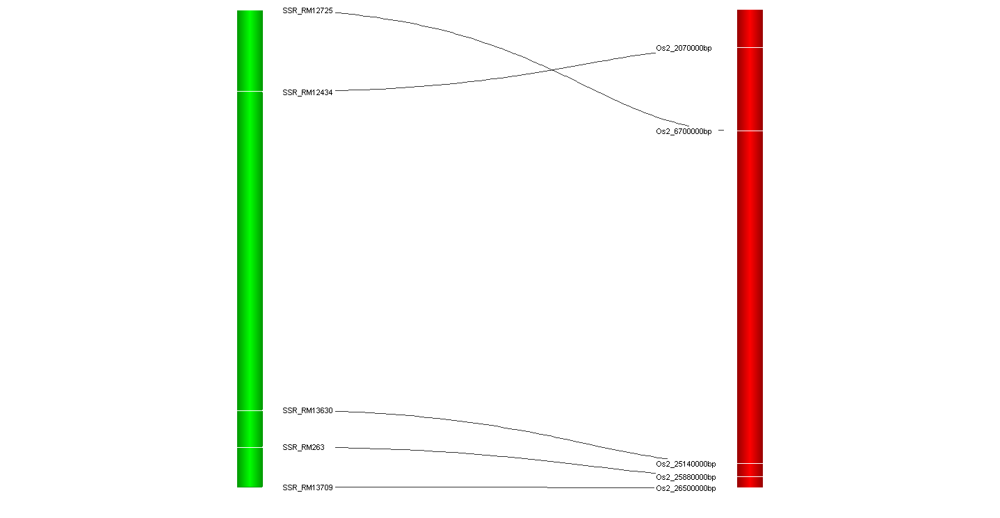 SSR_RM12725
Os2_2070000bp
SSR_RM12434
Os2_6700000bp
SSR_RM13630
SSR_RM263
Os2_25140000bp
Os2_25880000bp
SSR_RM13709
Os2_26500000bp